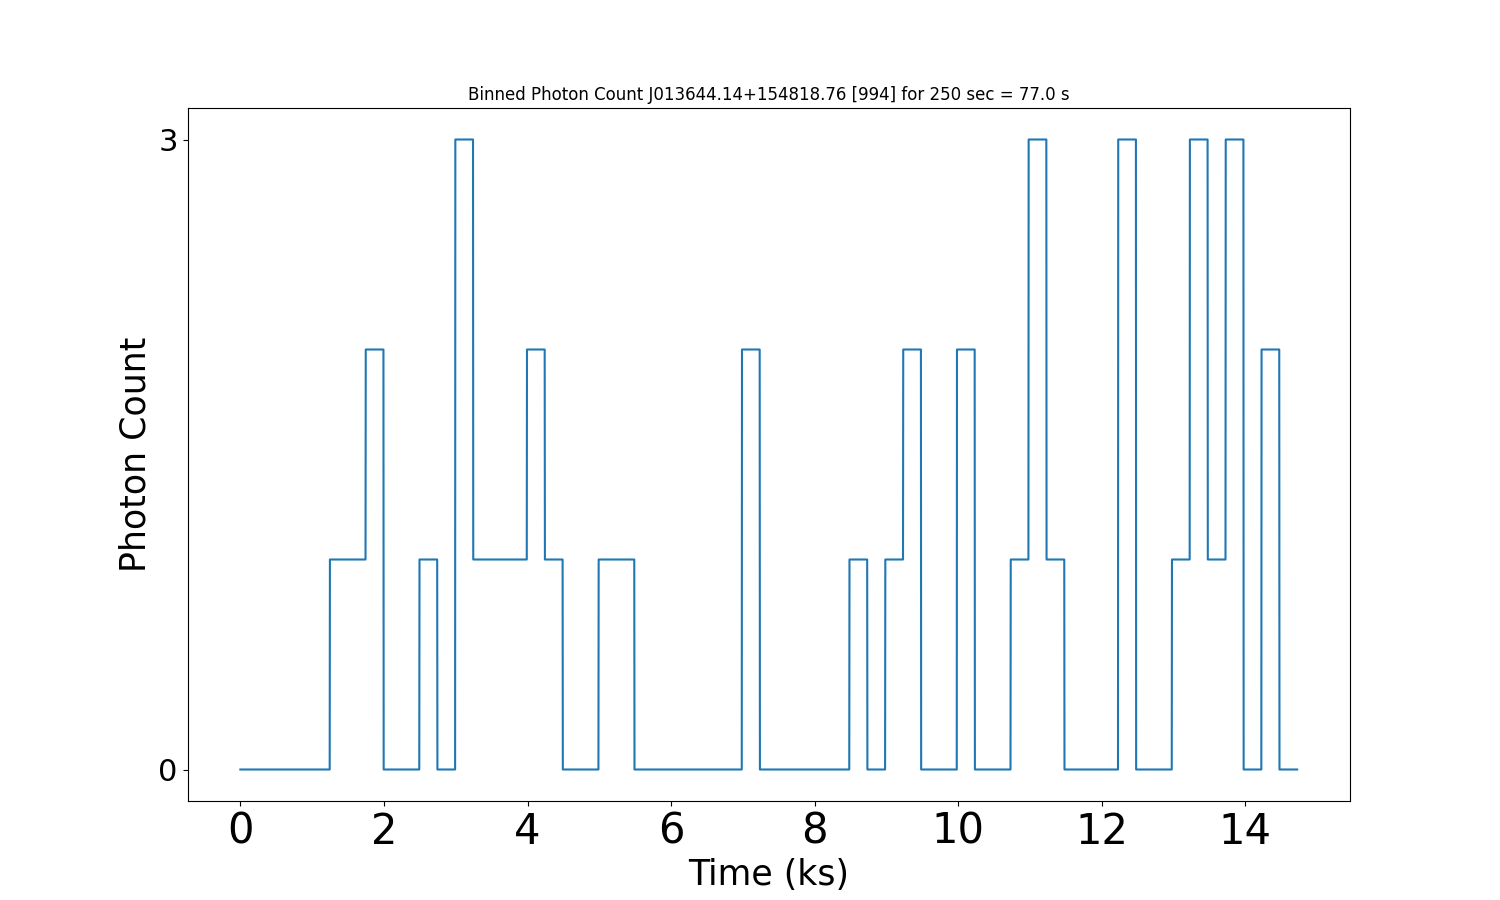 Binned Photon Count J013644.14+154818.76 [994] for 250 sec = 77.0 s
3
Photon Count
0
0 2 4 6 8 10 12 14
Time (ks)